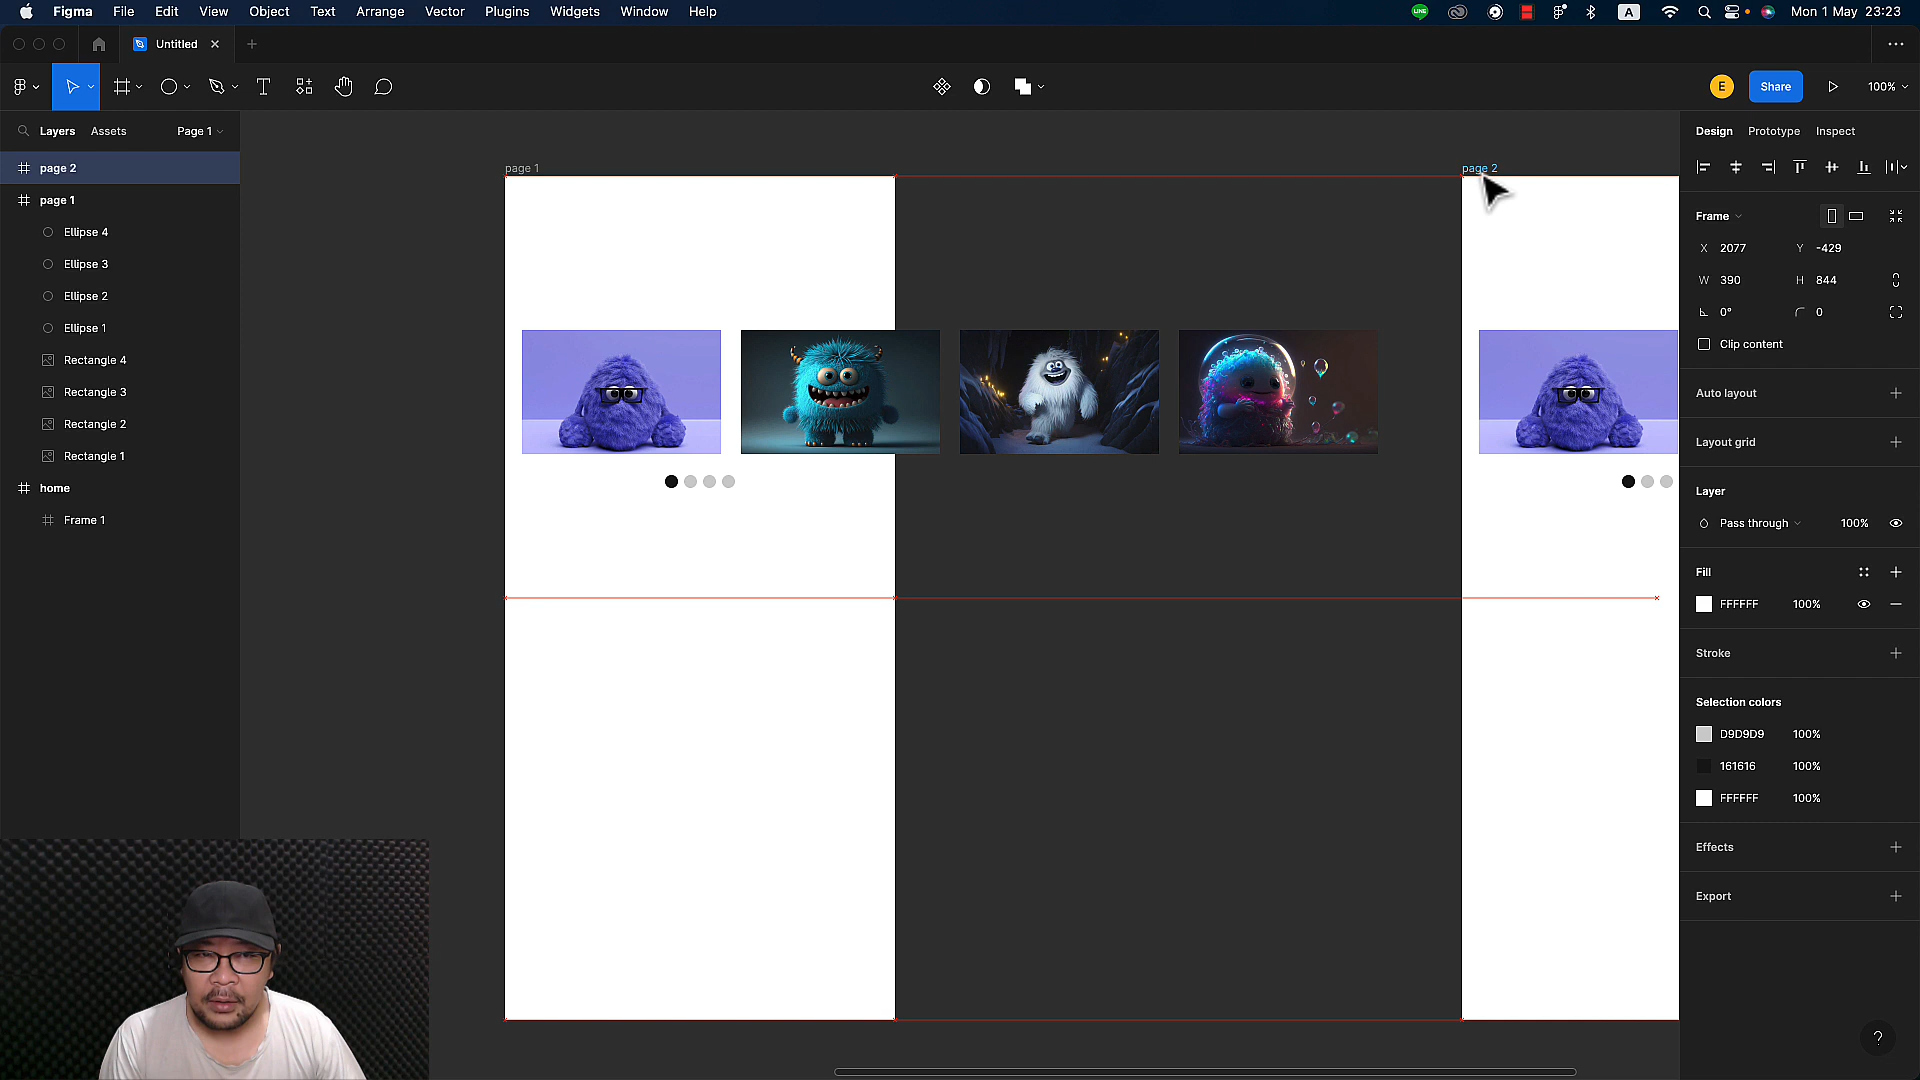 Figma File Edit View Object Text Arrange Vector Plugins Widgets Window Help
LINE A Mon 1 May 23:23
Untitled
E Share 100%
Layers Assets Page 1
Design Prototype Inspect
page 2
page 1
Ellipse 4
Ellipse 3
Ellipse 2
Ellipse 1
Rectangle 4
Rectangle 3
Rectangle 2
Rectangle 1
home
Frame 1
page 1
page 2
Frame
X 2077 Y -429
W 390 H 844
0° 0
Clip content
Auto layout
Layout grid
Layer
Pass through 100%
Fill
FFFFFF 100%
Stroke
Selection colors
D9D9D9 100%
161616 100%
FFFFFF 100%
Effects
Export
?